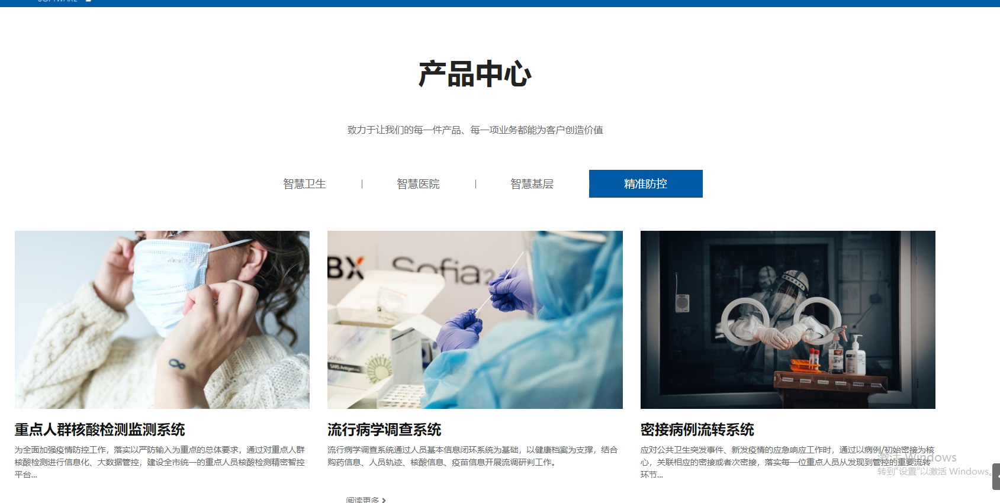 SOFTWARE
产品中心
致力于让我们的每一件产品、每一项业务都能为客户创造价值
智慧卫生
智慧医院
智慧基层
精准防控
BX Sofia2
SARS Antigen
重点人群核酸检测监测系统
为全面加强疫情防控工作，落实以严防输入为重点的总体要求，通过对重点人群
核酸检测进行信息化、大数据管控，建设全市统一的重点人员核酸检测精密智控
平台...
流行病学调查系统
流行病学调查系统通过人员基本信息闭环系统为基础，以健康档案为支撑，结合
购药信息、人员轨迹、核酸信息、疫苗信息开展流调研判工作。
密接病例流转系统
应对公共卫生突发事件、新发疫情的应急响应工作时，通过以病例/初始密接为核
心，关联相应的密接或者次密接，落实每一位重点人员从发现到管控的重要流转
环节...
激活 Windows
转到“设置”以激活 Windows。
阅读更多